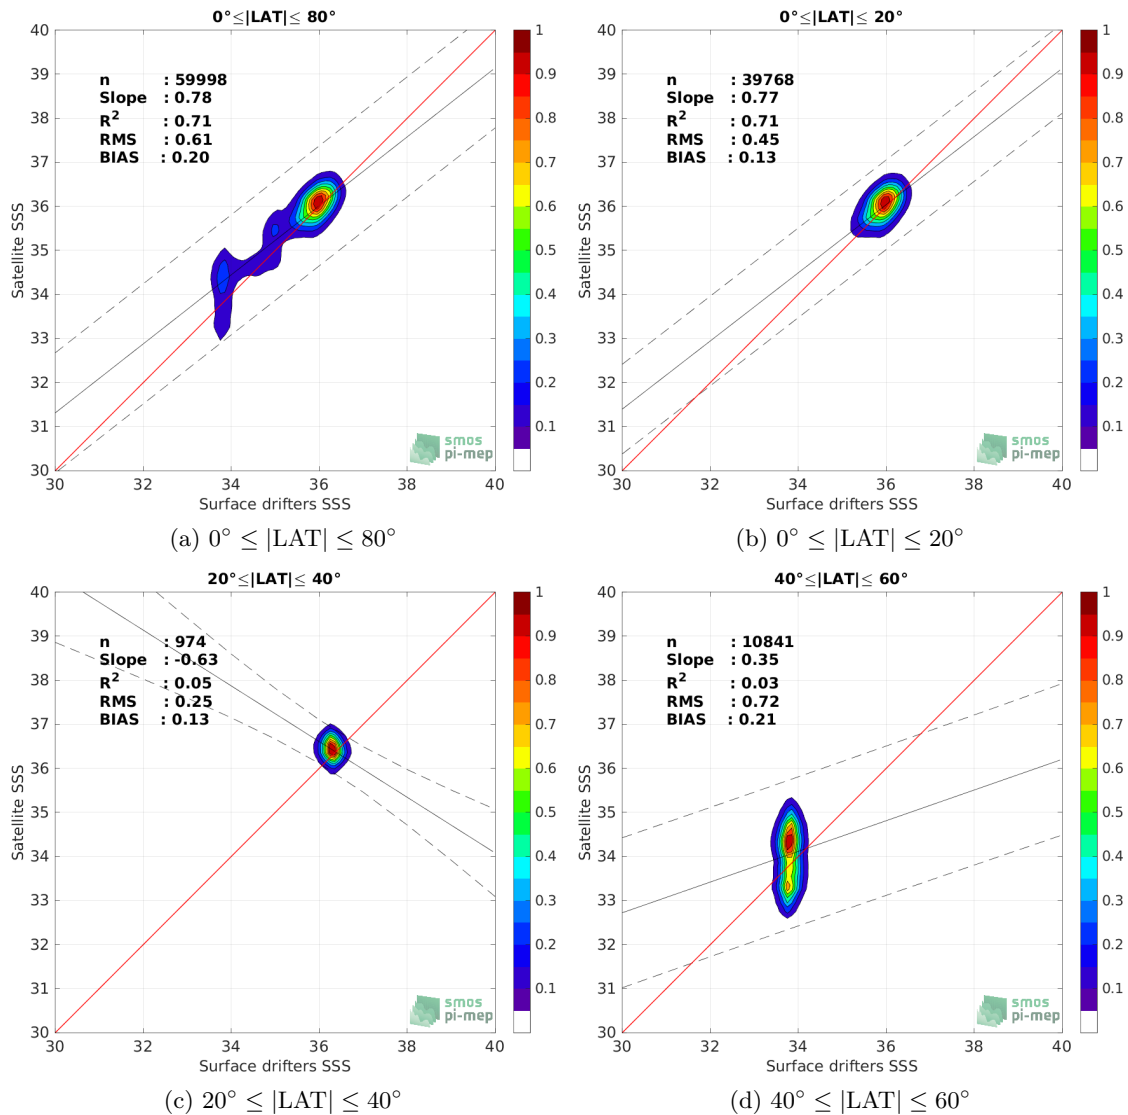 0°≤|LAT|≤ 80°
40
39
38
37
36
35
34
33
32
31
30
Satellite SSS
n : 59998
Slope : 0.78
R² : 0.71
RMS : 0.61
BIAS : 0.20
smos
pi-mep
30 32 34 36 38 40
Surface drifters SSS
1
0.9
0.8
0.7
0.6
0.5
0.4
0.3
0.2
0.1
(a) 0° ≤ |LAT| ≤ 80°
0°≤|LAT|≤ 20°
40
39
38
37
36
35
34
33
32
31
30
Satellite SSS
n : 39768
Slope : 0.77
R² : 0.71
RMS : 0.45
BIAS : 0.13
smos
pi-mep
30 32 34 36 38 40
Surface drifters SSS
1
0.9
0.8
0.7
0.6
0.5
0.4
0.3
0.2
0.1
(b) 0° ≤ |LAT| ≤ 20°
20°≤|LAT|≤ 40°
40
39
38
37
36
35
34
33
32
31
30
Satellite SSS
n : 974
Slope : -0.63
R² : 0.05
RMS : 0.25
BIAS : 0.13
smos
pi-mep
30 32 34 36 38 40
Surface drifters SSS
1
0.9
0.8
0.7
0.6
0.5
0.4
0.3
0.2
0.1
(c) 20° ≤ |LAT| ≤ 40°
40°≤|LAT|≤ 60°
40
39
38
37
36
35
34
33
32
31
30
Satellite SSS
n : 10841
Slope : 0.35
R² : 0.03
RMS : 0.72
BIAS : 0.21
smos
pi-mep
30 32 34 36 38 40
Surface drifters SSS
1
0.9
0.8
0.7
0.6
0.5
0.4
0.3
0.2
0.1
(d) 40° ≤ |LAT| ≤ 60°